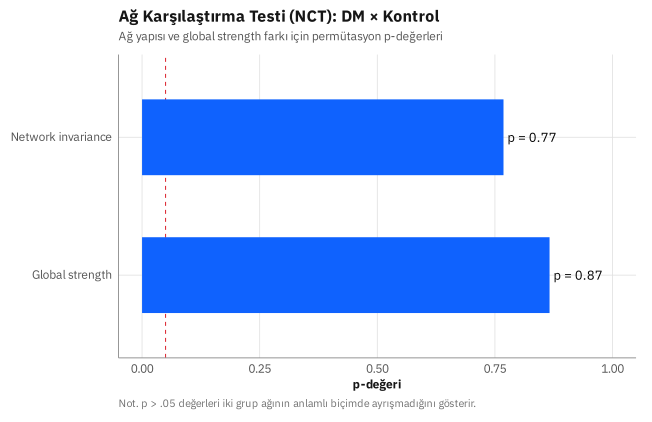 Ağ Karşılaştırma Testi (NCT): DM × Kontrol
Ağ yapısı ve global strength farkı için permütasyon p-değerleri
Network invariance
p = 0.77
Global strength
p = 0.87
0.00 0.25 0.50 0.75 1.00
p-değeri
Not. p > .05 değerleri iki grup ağının anlamlı biçimde ayrışmadığını gösterir.